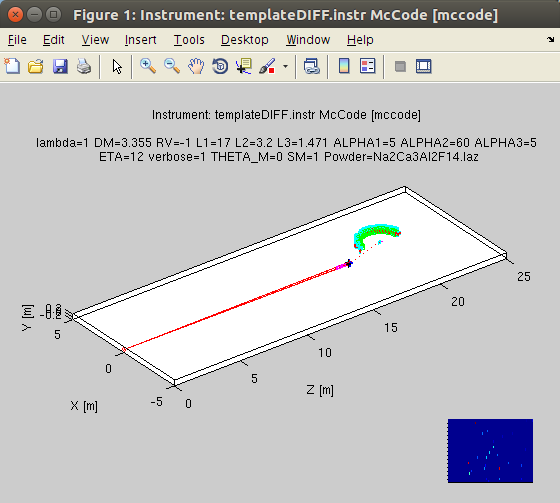 Figure 1: Instrument: templateDIFF.instr McCode [mccode]
File Edit View Insert Tools Desktop Window Help
Instrument: templateDIFF.instr McCode [mccode]
lambda=1 DM=3.355 RV=-1 L1=17 L2=3.2 L3=1.471 ALPHA1=5 ALPHA2=60 ALPHA3=5
ETA=12 verbose=1 THETA_M=0 SM=1 Powder=Na2Ca3Al2F14.laz
25
20
15
10
5
0
Z [m]
Y [m]
-0.2
5
0
-5
X [m]